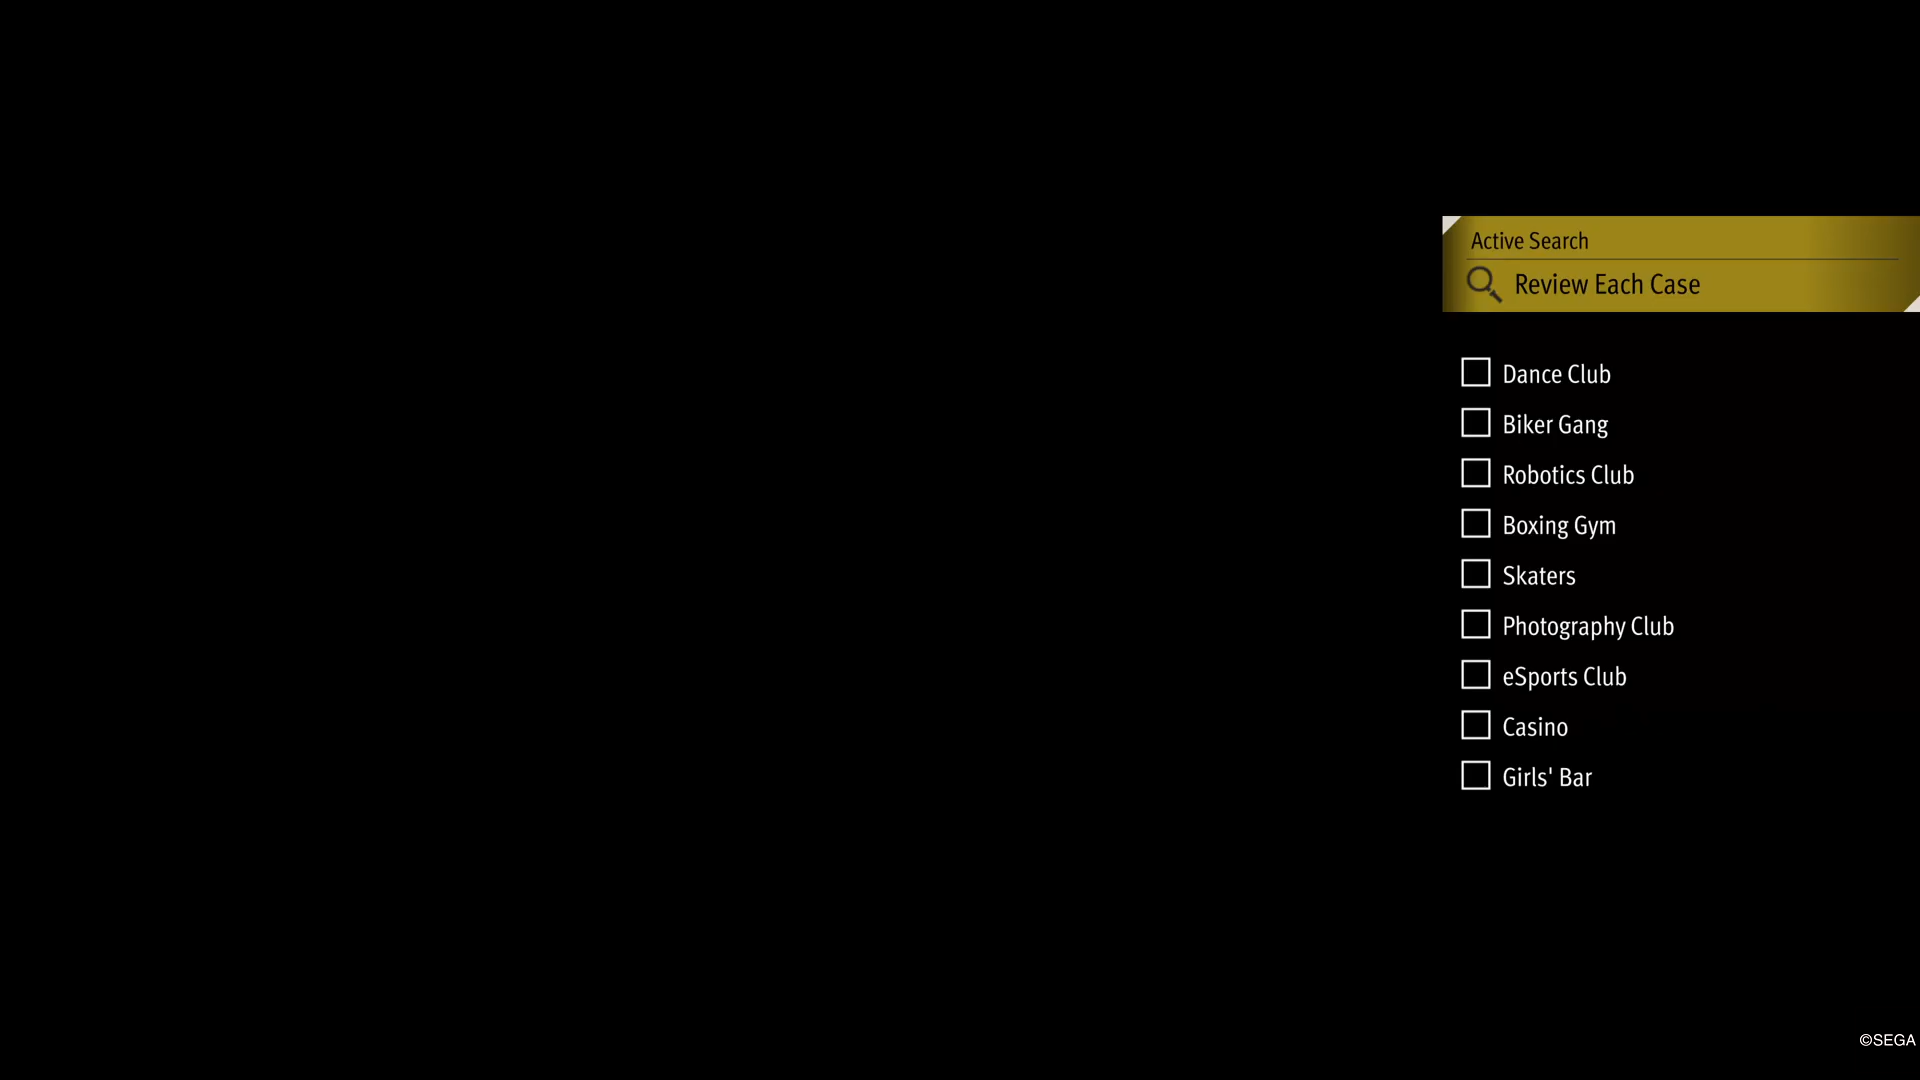 Active Search
Review Each Case
Dance Club
Biker Gang
Robotics Club
Boxing Gym
Skaters
Photography Club
eSports Club
Casino
Girls' Bar
©SEGA